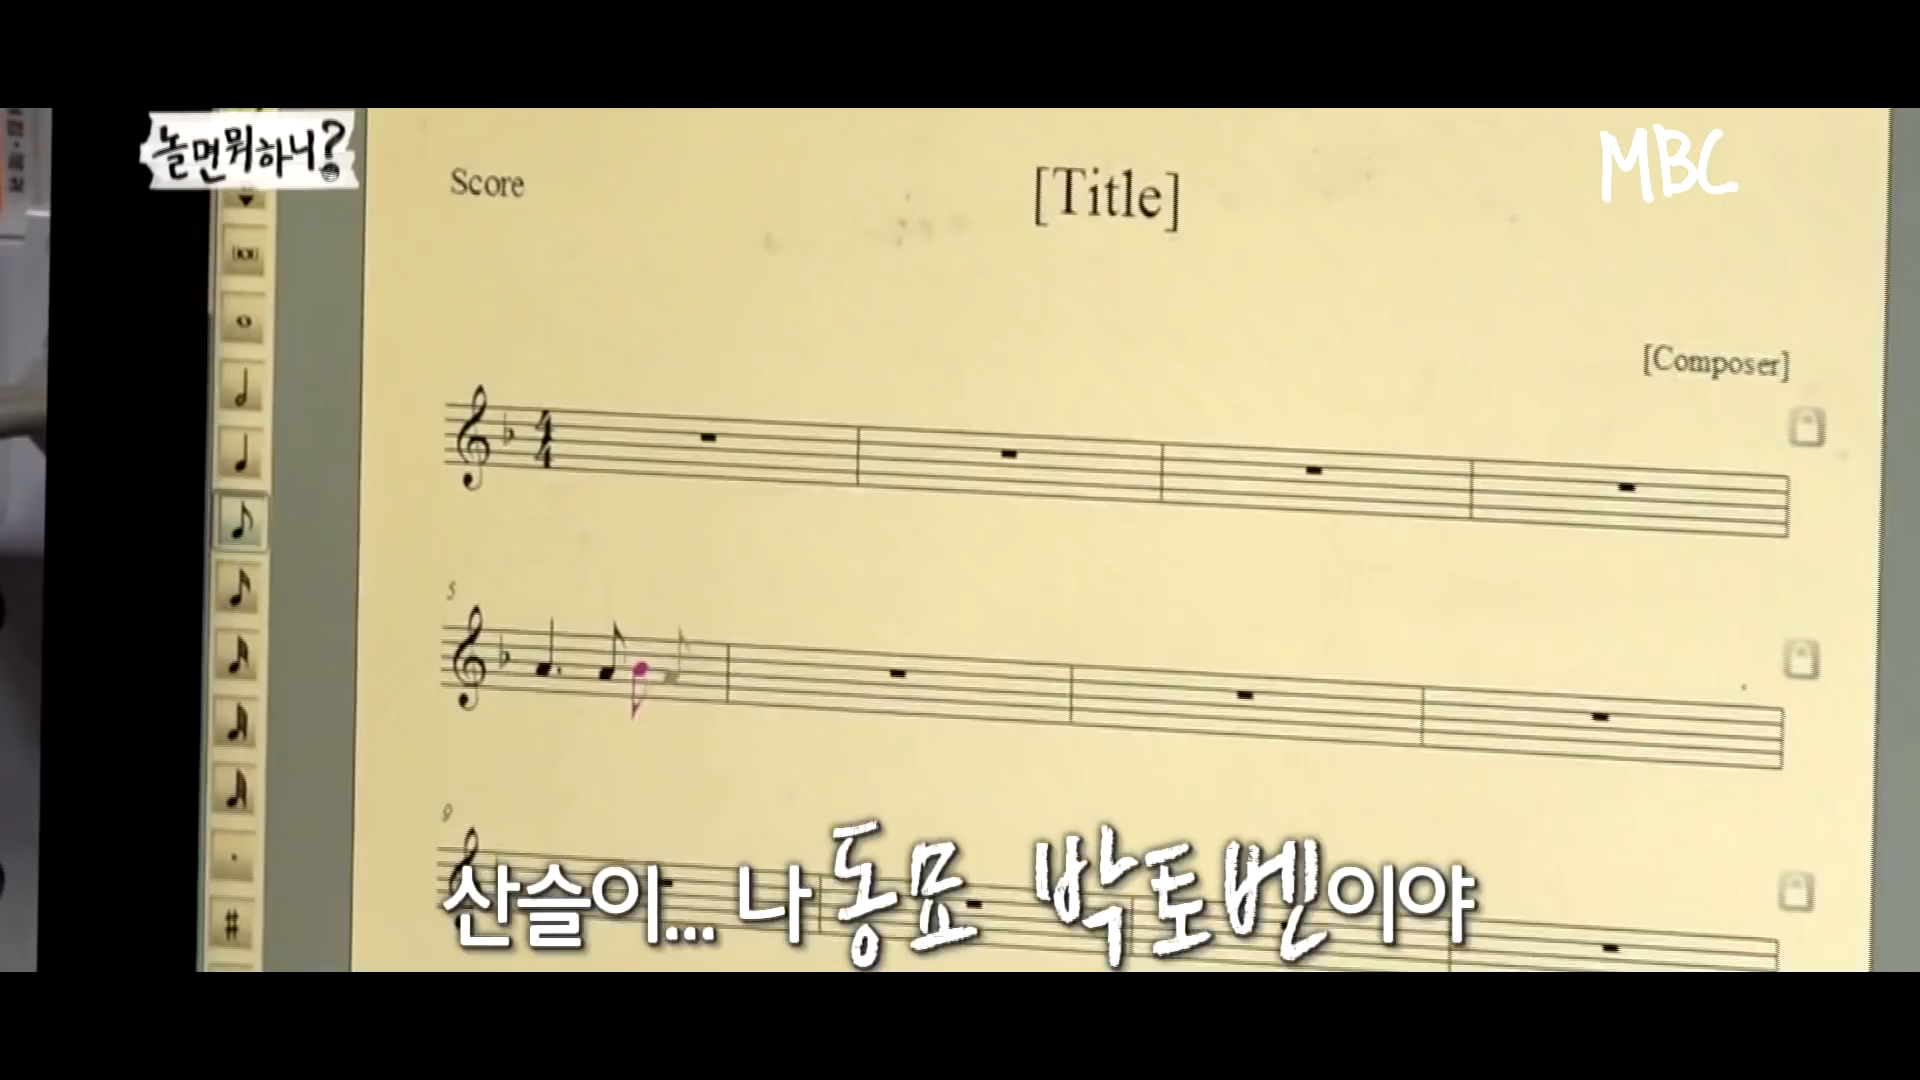 놀면뭐하니?
MBC
Score
[Title]
[Composer]
5
9
산슬이... 나 동묘 박토벤이야